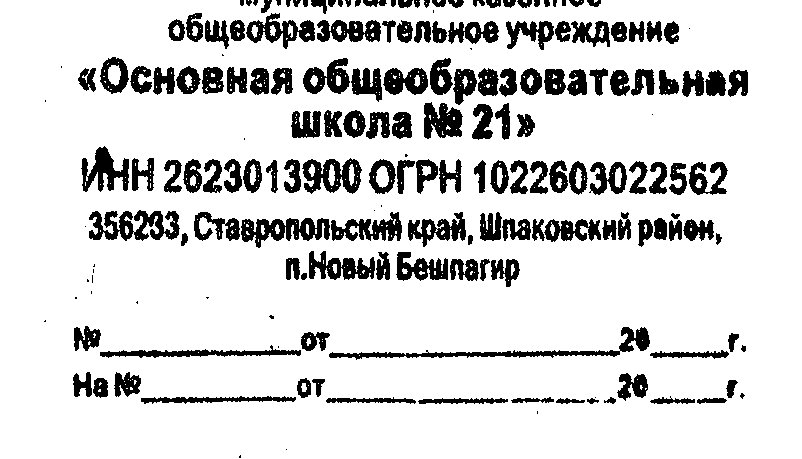 муниципальное казенное
общеобразовательное учреждение
«Основная общеобразовательная
школа № 21»
ИНН 2623013900 ОГРН 1022603022562
356233, Ставропольский край, Шпаковский район,
п.Новый Бешпагир
№____________от____________________20_____г.
На №__________от____________________20_____г.